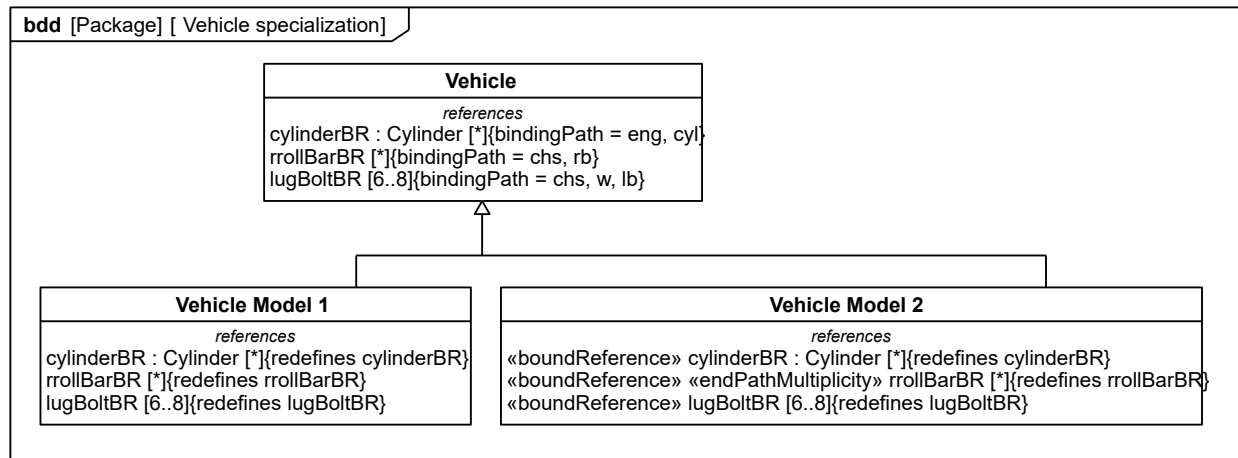 bdd [Package] [ Vehicle specialization]
Vehicle
references
cylinderBR : Cylinder [*]{bindingPath = eng, cyl}
rrollBarBR [*]{bindingPath = chs, rb}
lugBoltBR [6..8]{bindingPath = chs, w, lb}
Vehicle Model 1
references
cylinderBR : Cylinder [*]{redefines cylinderBR}
rrollBarBR [*]{redefines rrollBarBR}
lugBoltBR [6..8]{redefines lugBoltBR}
Vehicle Model 2
references
«boundReference» cylinderBR : Cylinder [*]{redefines cylinderBR}
«boundReference» «endPathMultiplicity» rrollBarBR [*]{redefines rrollBarBR}
«boundReference» lugBoltBR [6..8]{redefines lugBoltBR}